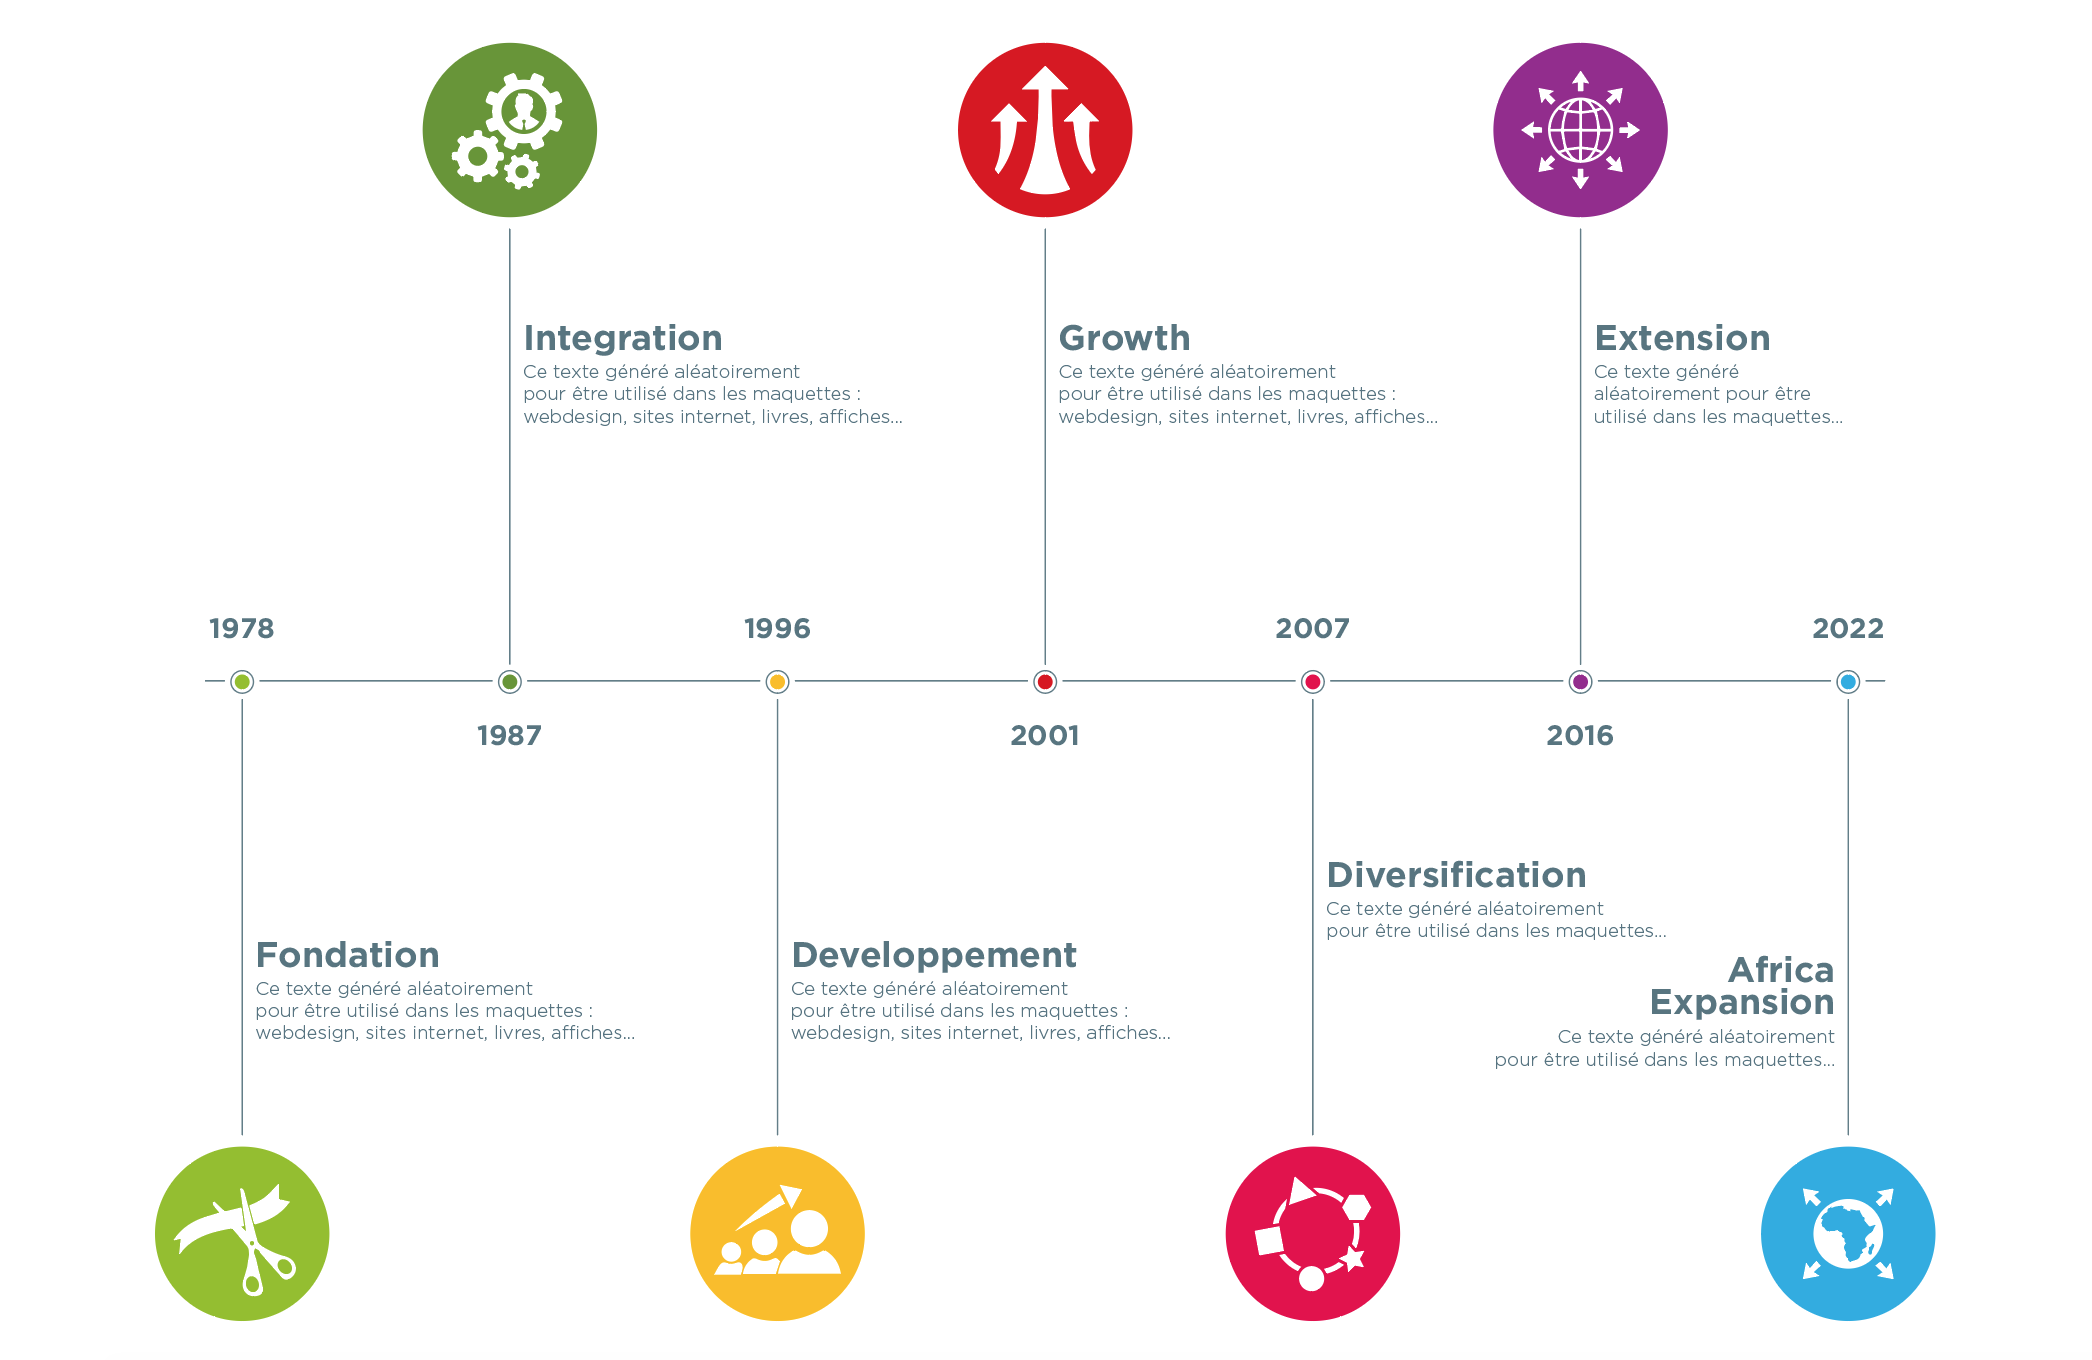 Integration
Ce texte généré aléatoirement
pour être utilisé dans les maquettes :
webdesign, sites internet, livres, affiches...
Growth
Ce texte généré aléatoirement
pour être utilisé dans les maquettes :
webdesign, sites internet, livres, affiches...
Extension
Ce texte généré
aléatoirement pour être
utilisé dans les maquettes...
1978
1996
2007
2022
1987
2001
2016
Fondation
Ce texte généré aléatoirement
pour être utilisé dans les maquettes :
webdesign, sites internet, livres, affiches...
Developpement
Ce texte généré aléatoirement
pour être utilisé dans les maquettes :
webdesign, sites internet, livres, affiches...
Diversification
Ce texte généré aléatoirement
pour être utilisé dans les maquettes...
Africa
Expansion
Ce texte généré aléatoirement
pour être utilisé dans les maquettes...